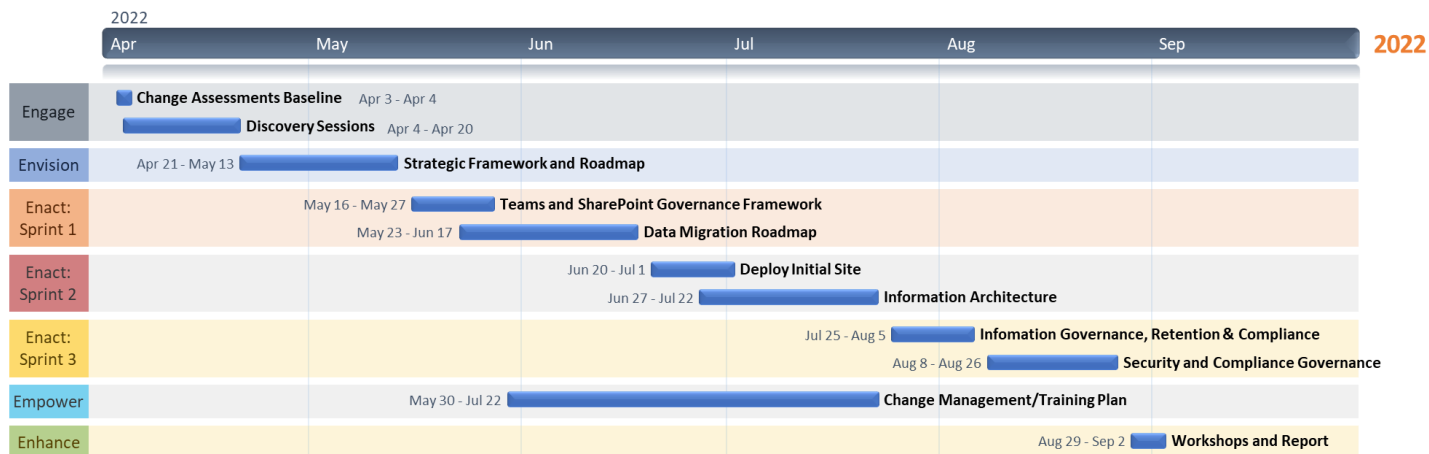 2022
Apr May Jun Jul Aug Sep 2022
Engage
Change Assessments Baseline Apr 3 - Apr 4
Discovery Sessions Apr 4 - Apr 20
Envision
Apr 21 - May 13 Strategic Framework and Roadmap
Enact:
Sprint 1
May 16 - May 27 Teams and SharePoint Governance Framework
May 23 - Jun 17 Data Migration Roadmap
Enact:
Sprint 2
Jun 20 - Jul 1 Deploy Initial Site
Jun 27 - Jul 22 Information Architecture
Enact:
Sprint 3
Jul 25 - Aug 5 Infomation Governance, Retention & Compliance
Aug 8 - Aug 26 Security and Compliance Governance
Empower
May 30 - Jul 22 Change Management/Training Plan
Enhance
Aug 29 - Sep 2 Workshops and Report